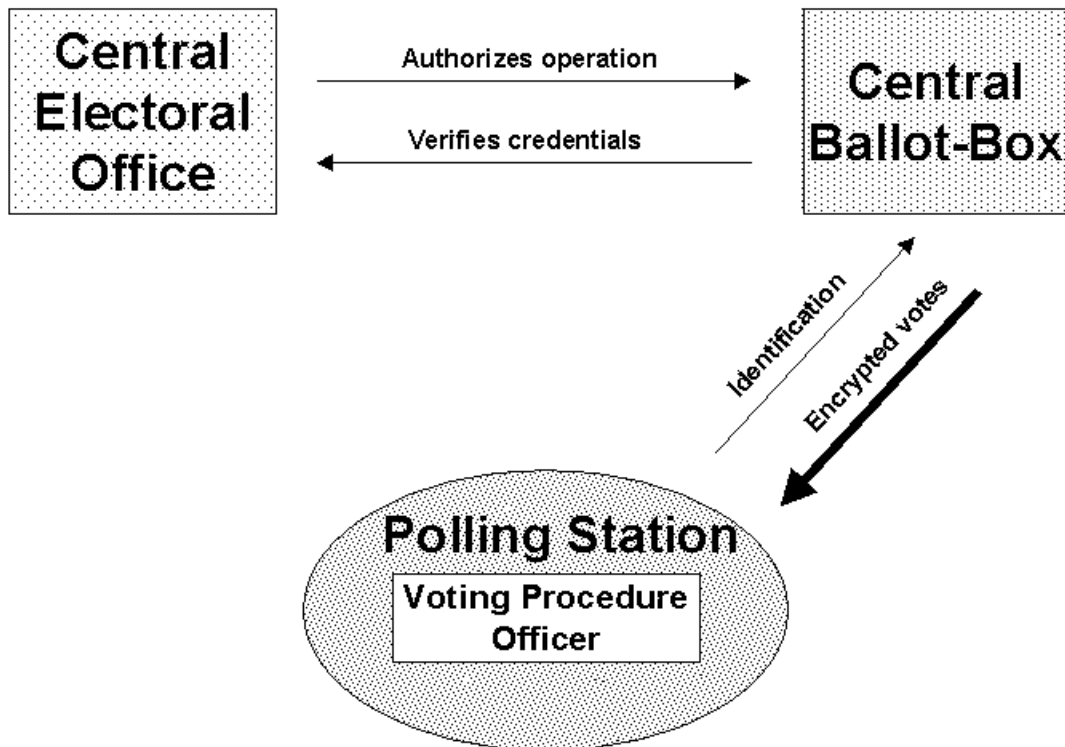 Central
Electoral
Office
Authorizes operation
Verifies credentials
Central
Ballot-Box
Identification
Encrypted votes
Polling Station
Voting Procedure
Officer